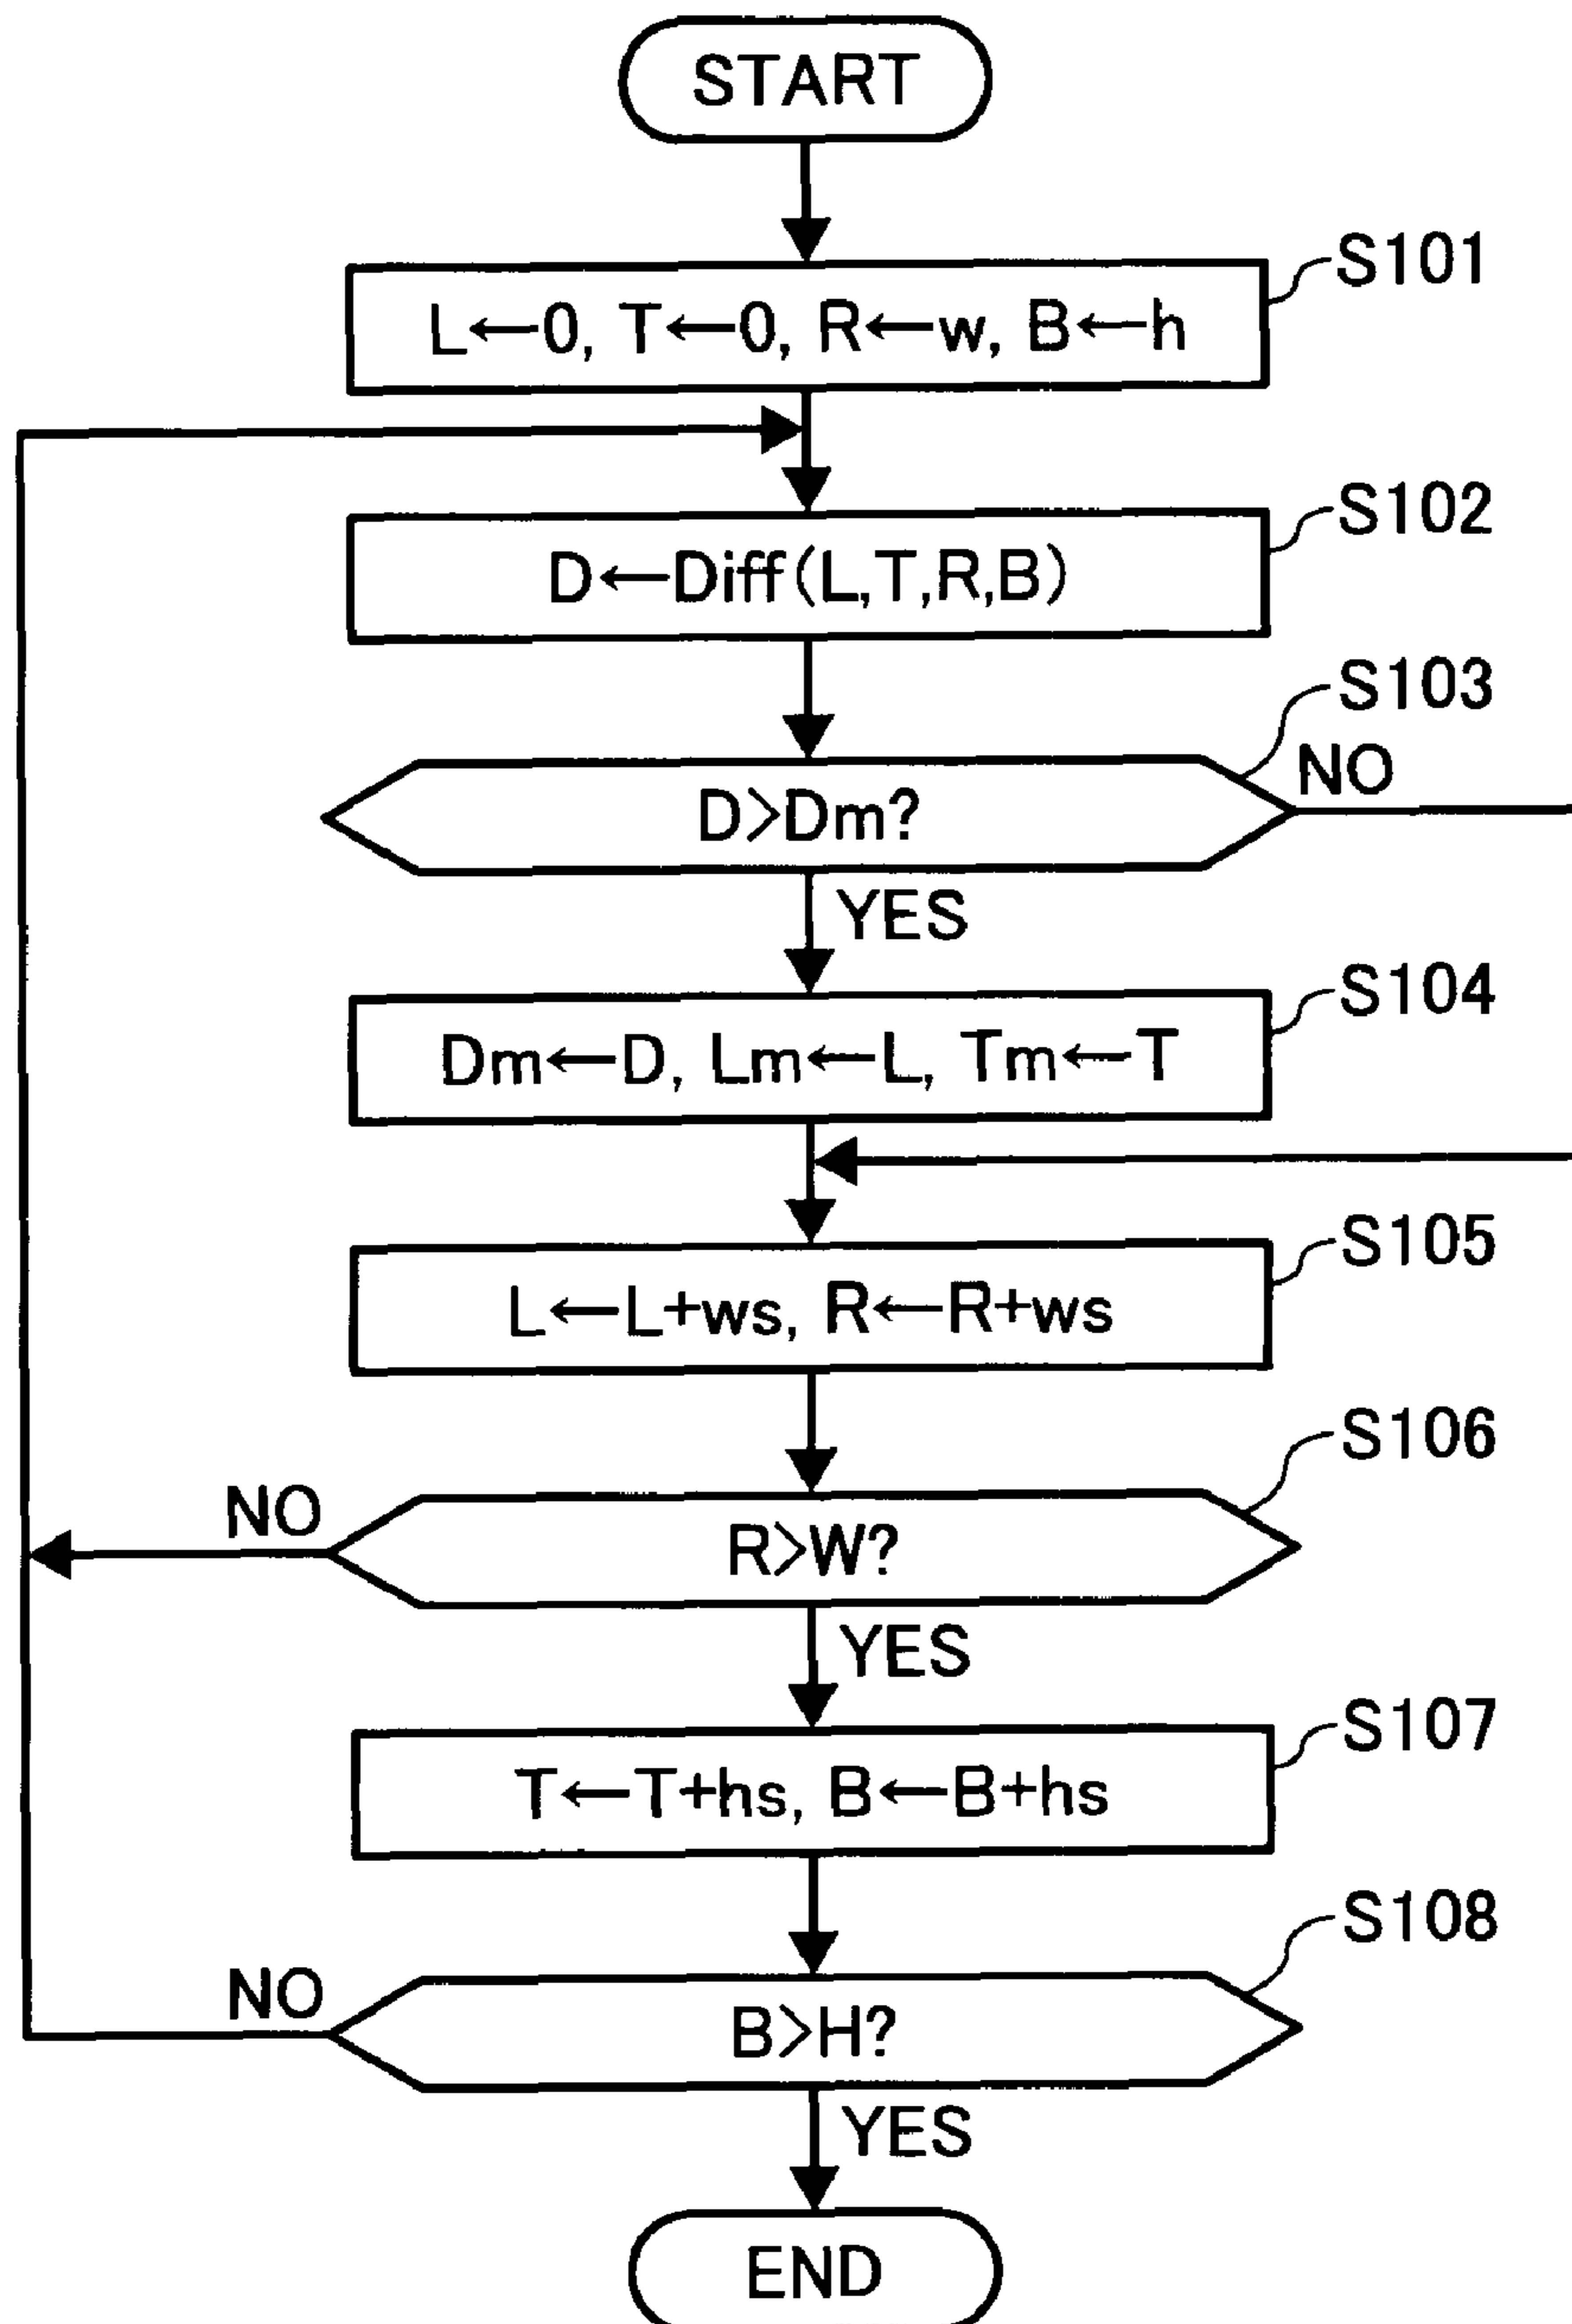 START
S101
L←0, T←0, R←w, B←h
S102
D←Diff(L,T,R,B)
S103
D>Dm?
NO
YES
S104
Dm←D, Lm←L, Tm←T
S105
L←L+ws, R←R+ws
S106
NO
R>W?
YES
S107
T←T+hs, B←B+hs
S108
NO
B>H?
YES
END